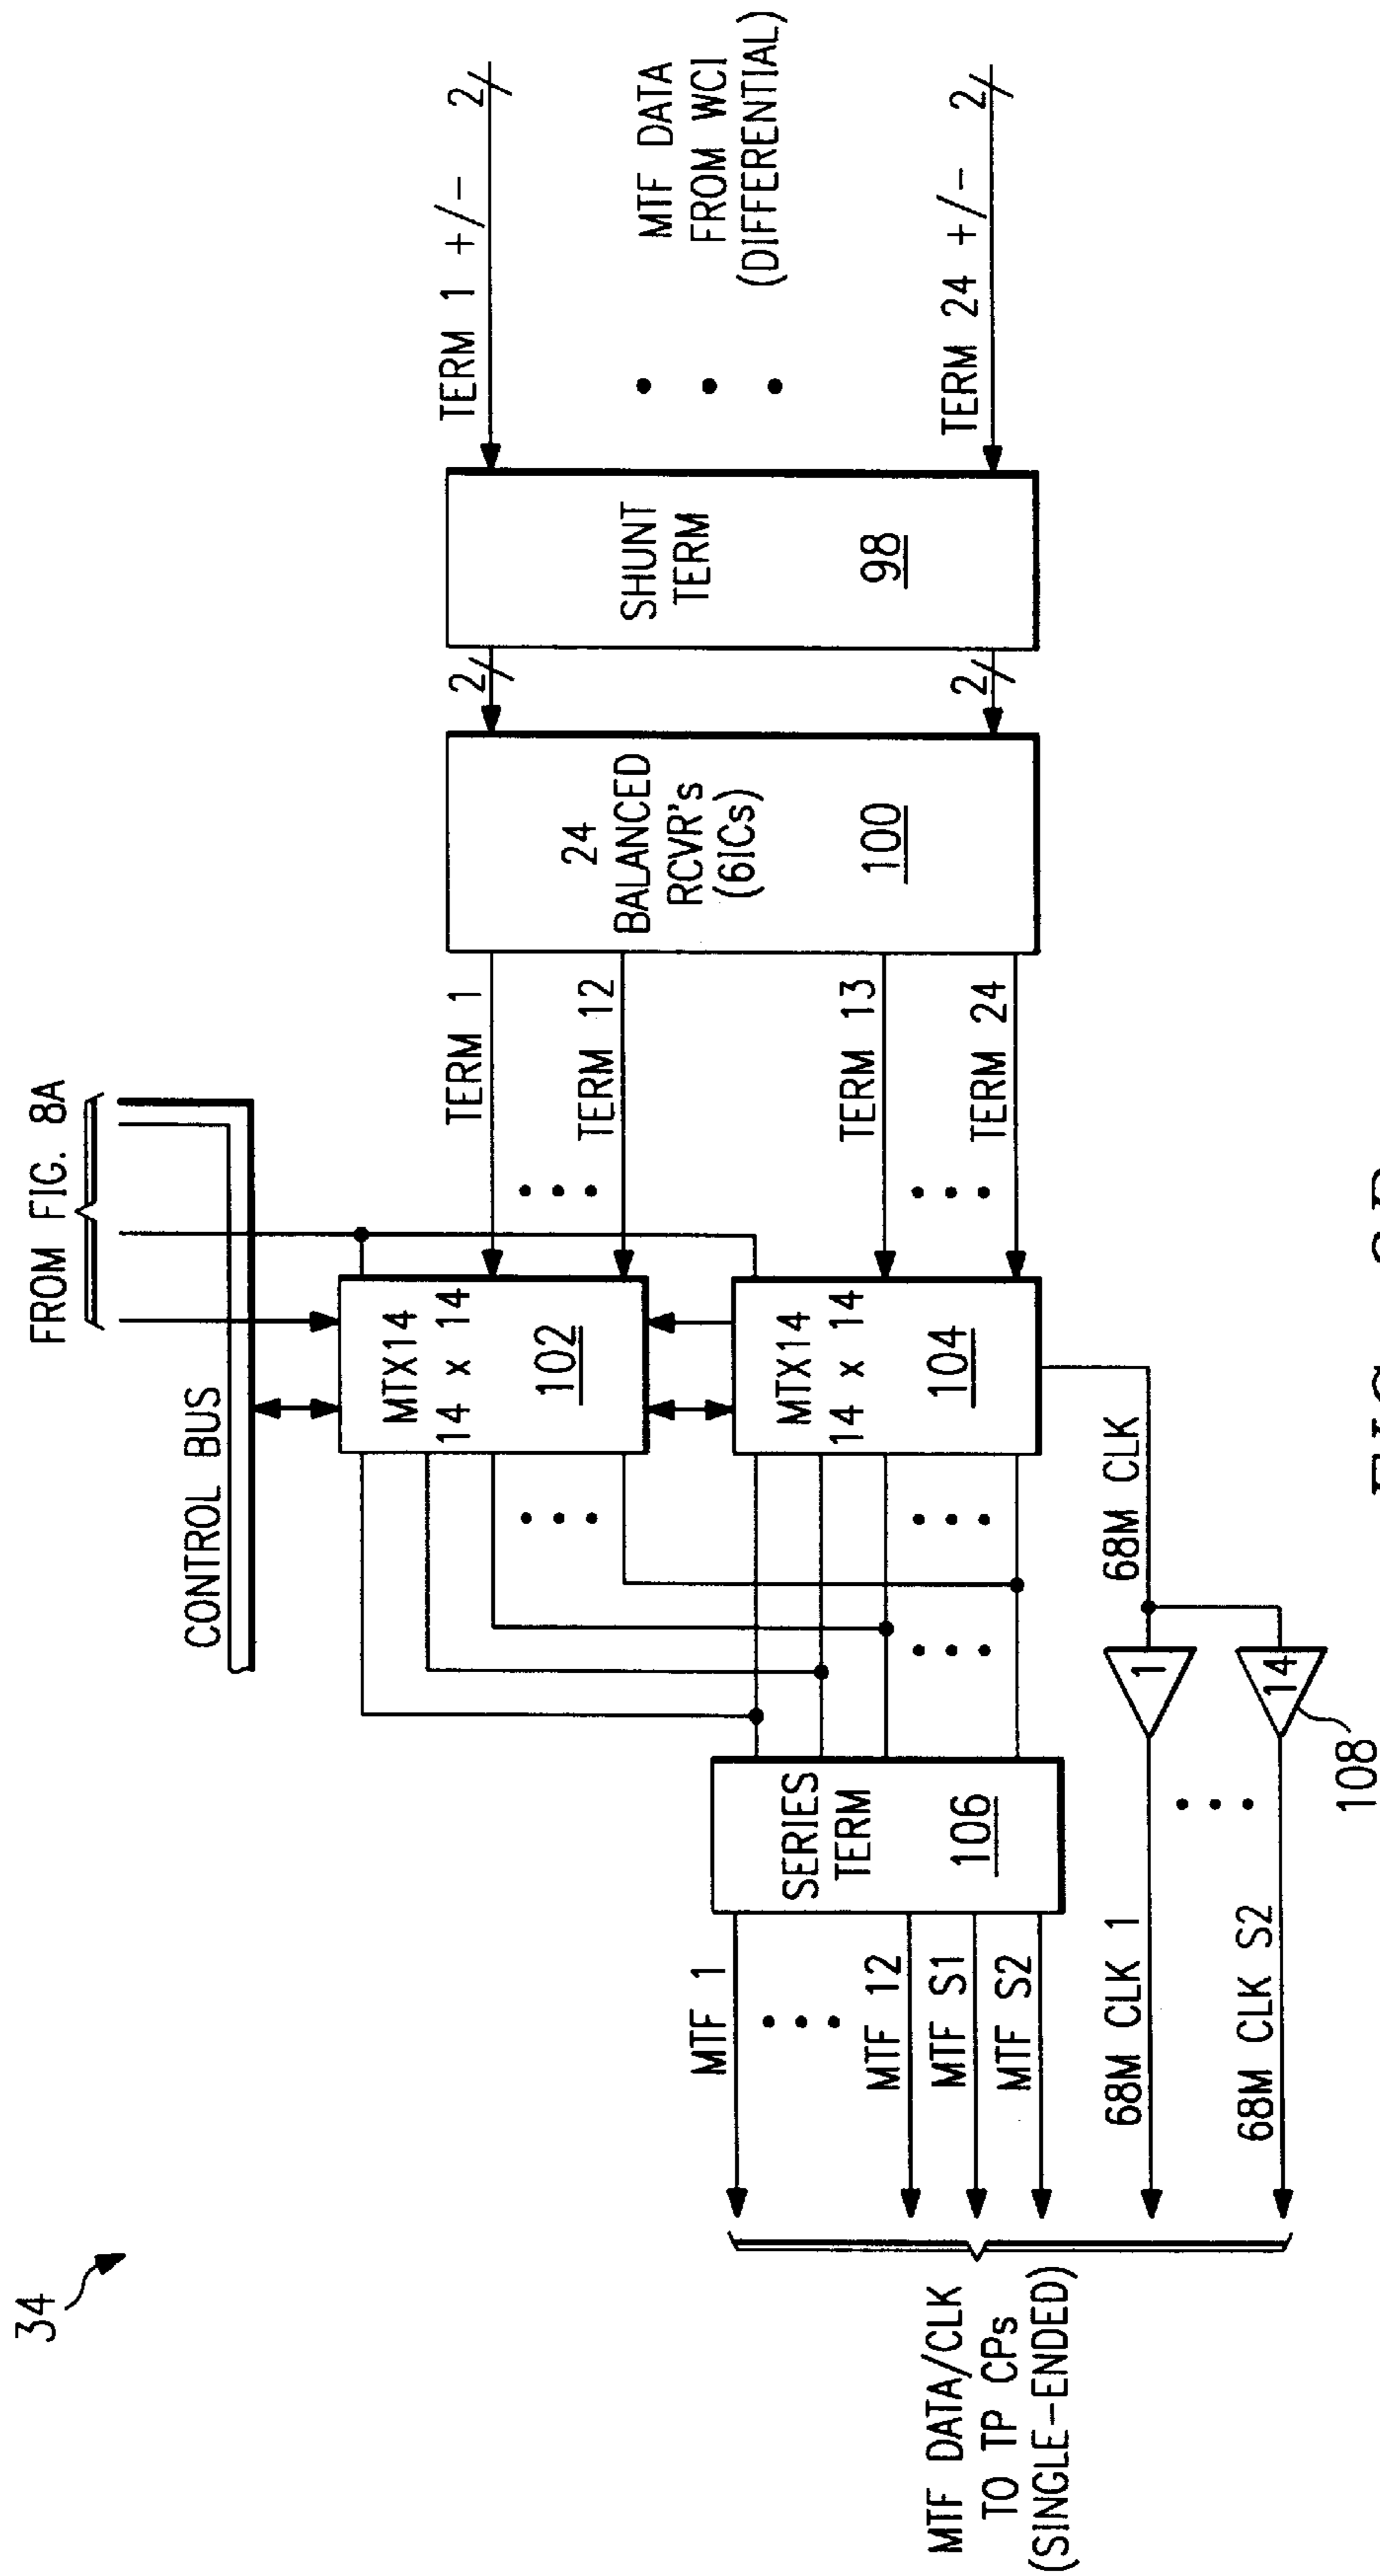 34
FROM FIG. 8A
CONTROL BUS
MTX14
14 x 14
102
MTX14
14 x 14
104
MTF DATA/CLK
TO TP CPs
(SINGLE-ENDED)
MTF 1
MTF 12
MTF S1
MTF S2
68M CLK 1
68M CLK S2
SERIES
TERM
106
1
14
108
68M CLK
TERM 1
TERM 12
TERM 13
TERM 24
24
BALANCED
RCVR's
(6ICs)
100
2
2
SHUNT
TERM
98
TERM 1 +/-
2
TERM 24 +/-
2
MTF DATA
FROM WCI
(DIFFERENTIAL)